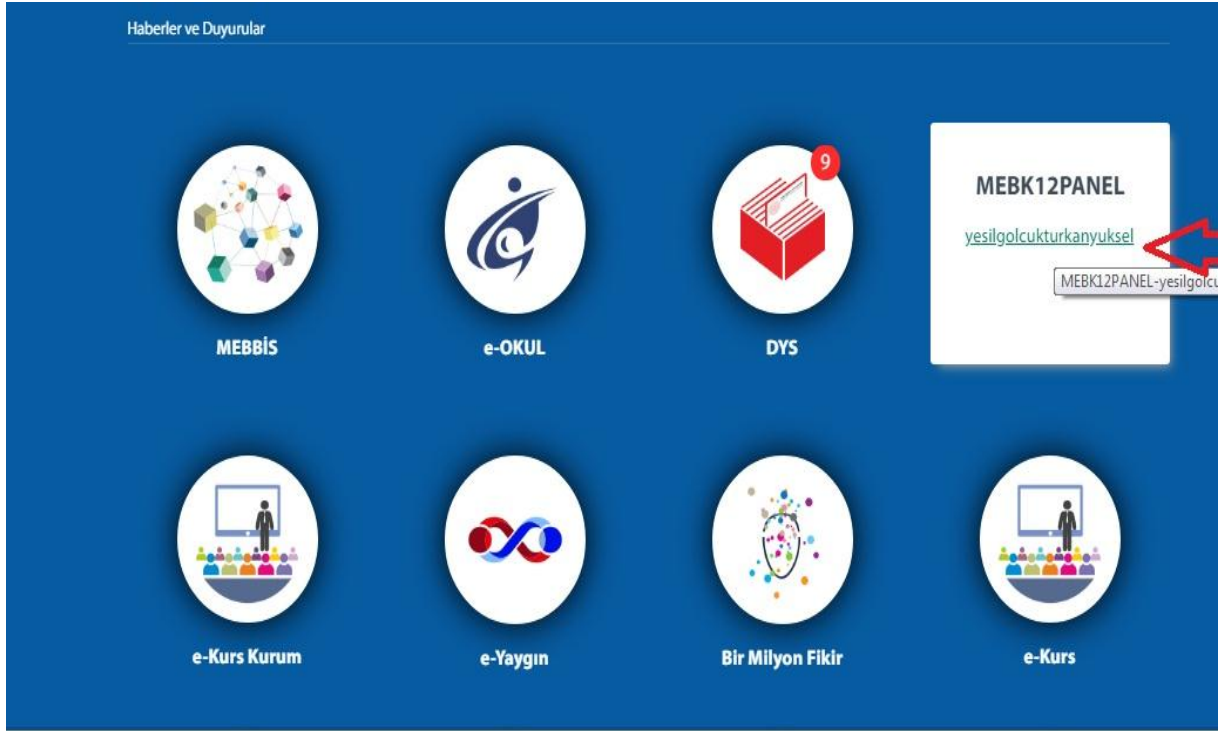 Haberler ve Duyurular
9
MEBK12PANEL
yesilgolcukturkanyuksel
MEBK12PANEL-yesilgolcu
MEBBİS
e-OKUL
DYS
e-Kurs Kurum
e-Yaygın
Bir Milyon Fikir
e-Kurs